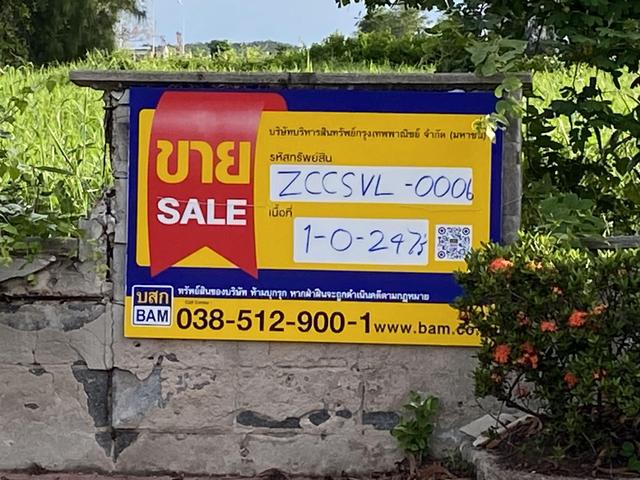 บริษัทบริหารสินทรัพย์กรุงเทพพาณิชย์ จำกัด (มหาชน)
ขาย
SALE
รหัสทรัพย์สิน
ZCCSVL-0006
เนื้อที่
1-0-247
บสก
BAM
ทรัพย์สินของบริษัท ห้ามบุกรุก หากฝ่าฝืนจะถูกดำเนินคดีตามกฎหมาย
Call Center
038-512-900-1 www.bam.co